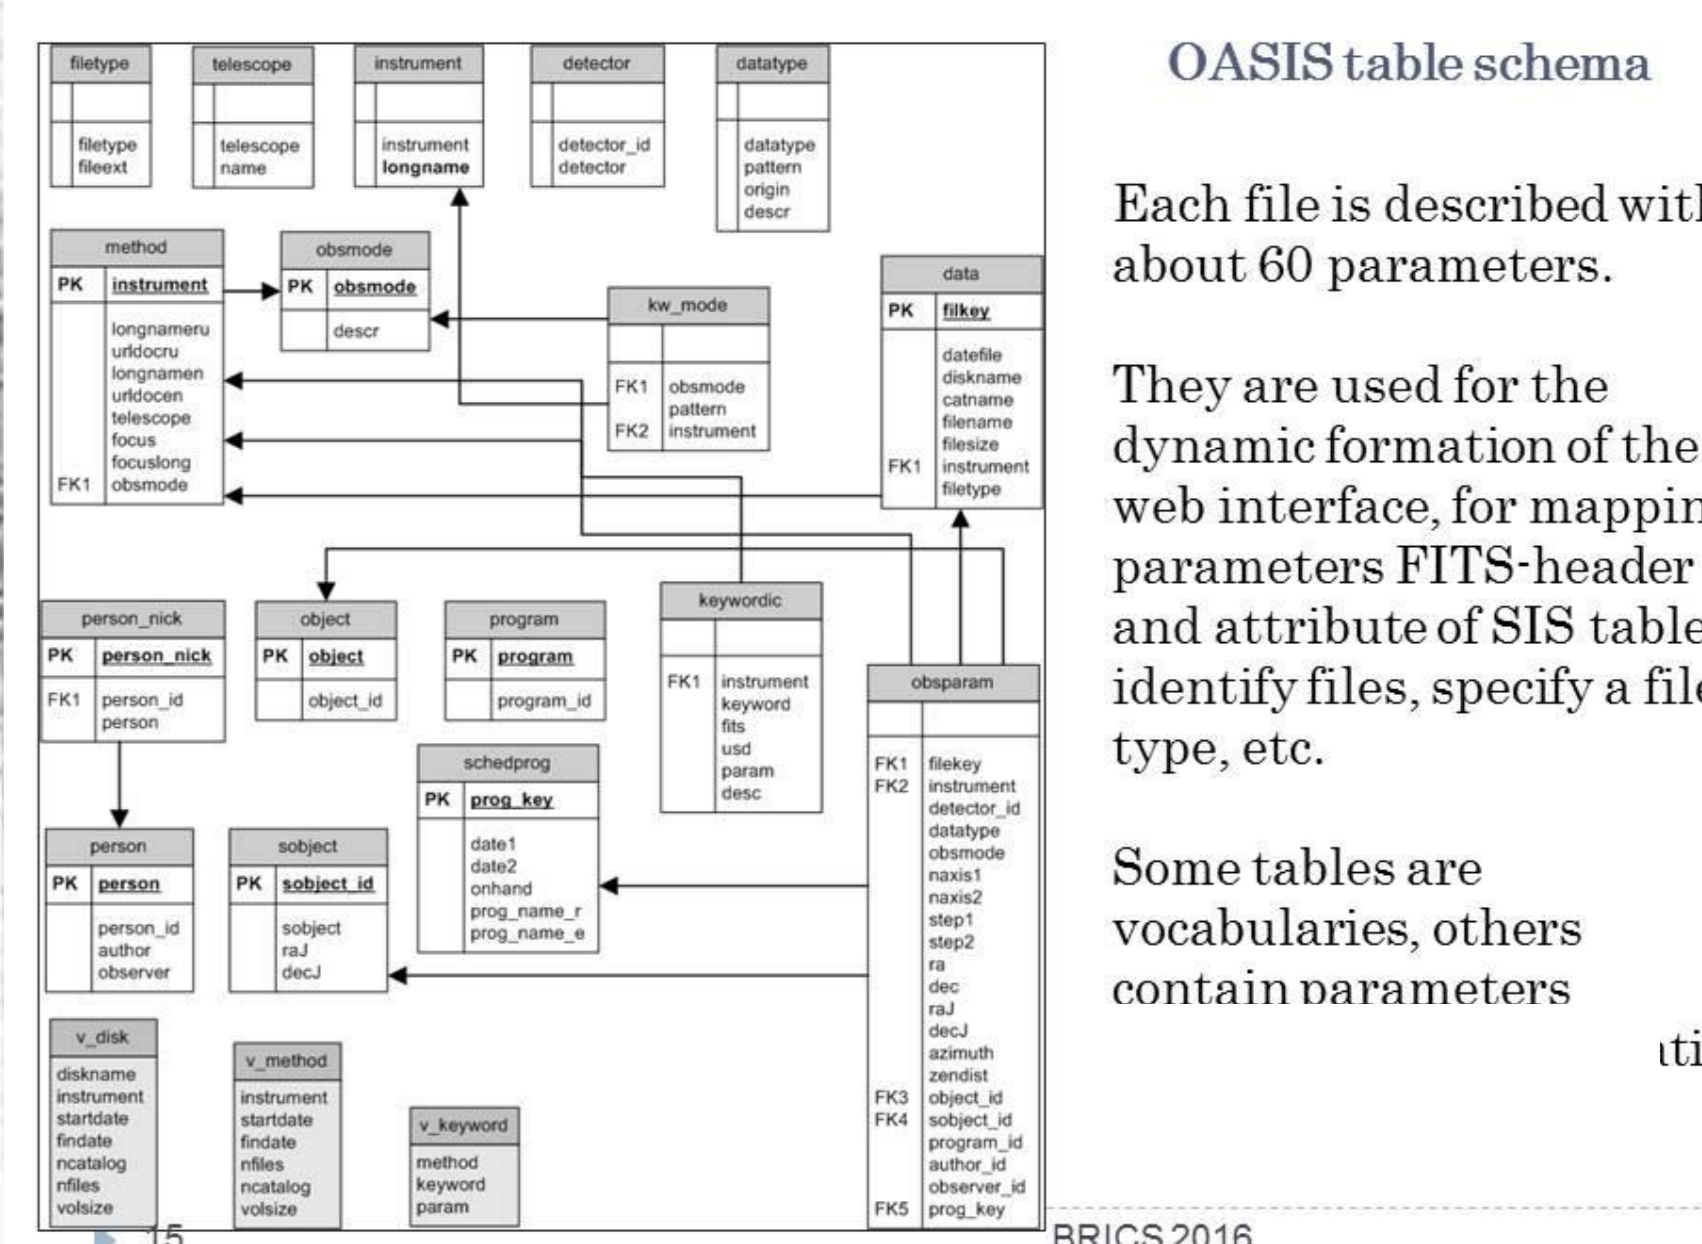 OASIS table schema
filetype
filetype
fileext
telescope
telescope
name
instrument
instrument
longname
detector
detector_id
detector
datatype
datatype
pattern
origin
descr
method
PK instrument
longnameru
urldocru
longnamen
urldocen
telescope
focus
focuslong
FK1 obsmode
obsmode
PK obsmode
descr
kw_mode
FK1 obsmode
pattern
FK2 instrument
data
PK filkey
datefile
diskname
catname
filename
filesize
FK1 instrument
filetype
person_nick
PK person_nick
FK1 person_id
person
object
PK object
object_id
program
PK program
program_id
keywordic
FK1 instrument
keyword
fits
usd
param
desc
obsparam
FK1 filekey
FK2 instrument
detector_id
datatype
obsmode
naxis1
naxis2
step1
step2
ra
dec
raJ
decJ
azimuth
zendist
FK3 object_id
FK4 sobject_id
program_id
author_id
observer_id
FK5 prog_key
schedprog
PK prog_key
date1
date2
onhand
prog_name_r
prog_name_e
person
PK person
person_id
author
observer
sobject
PK sobject_id
sobject
raJ
decJ
v_disk
diskname
instrument
startdate
findate
ncatalog
nfiles
volsize
v_method
instrument
startdate
findate
nfiles
ncatalog
volsize
v_keyword
method
keyword
param
Each file is described with
about 60 parameters.
They are used for the
dynamic formation of the
web interface, for mappin
parameters FITS-header
and attribute of SIS table
identify files, specify a file
type, etc.
Some tables are
vocabularies, others
contain parameters
15
BRICS 2016